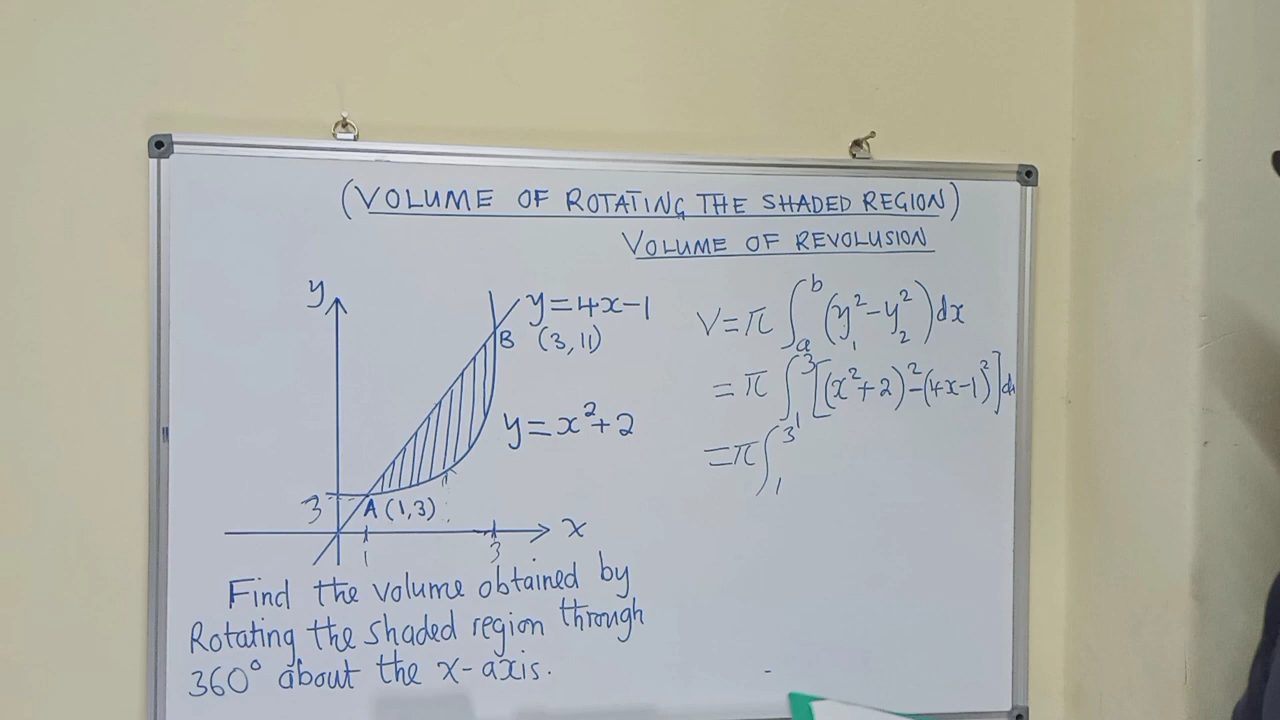 (VOLUME OF ROTATING THE SHADED REGION)
VOLUME OF REVOLUSION
y
y=4x-1
B (3,11)
y=x²+2
3
A (1,3)
x
1
3
Find the volume obtained by
Rotating the shaded region through
360° about the x-axis.
V=π∫ₐᵇ(y₁²-y₂²)dx
=π∫₁³[(x²+2)²-(4x-1)²]dx
=π∫₁³